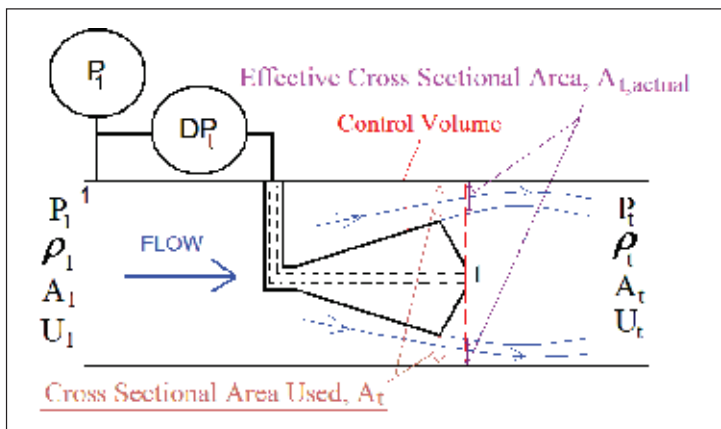 P1
DPt
Effective Cross Sectional Area, At,actual
Control Volume
1
P1
ρ1
A1
U1
FLOW
t
Pt
ρt
At
Ut
Cross Sectional Area Used, At